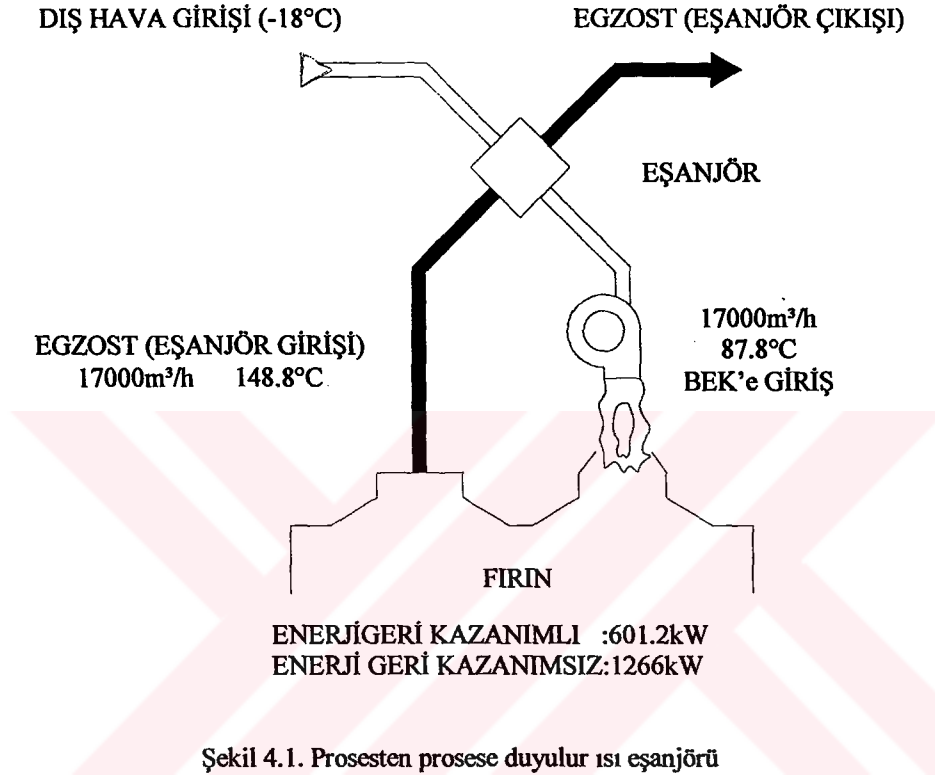 DIŞ HAVA GİRİŞİ (-18°C)
EGZOST (EŞANJÖR ÇIKIŞI)
EŞANJÖR
EGZOST (EŞANJÖR GİRİŞİ)
17000m³/h 148.8°C
17000m³/h
87.8°C
BEK'e GİRİŞ
FIRIN
ENERJİGERİ KAZANIMLI :601.2kW
ENERJİ GERİ KAZANIMSIZ:1266kW
Şekil 4.1. Prosesten prosese duyulur ısı eşanjörü